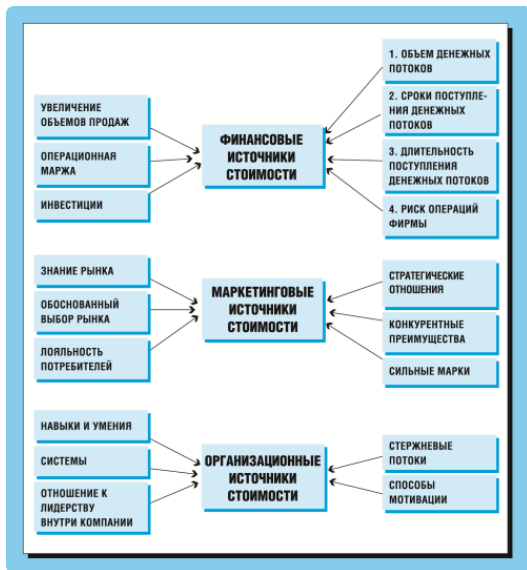 УВЕЛИЧЕНИЕ
ОБЪЕМОВ ПРОДАЖ
ОПЕРАЦИОННАЯ
МАРЖА
ИНВЕСТИЦИИ
ФИНАНСОВЫЕ
ИСТОЧНИКИ
СТОИМОСТИ
1. ОБЪЕМ ДЕНЕЖНЫХ
ПОТОКОВ
2. СРОКИ ПОСТУПЛЕ-
НИЯ ДЕНЕЖНЫХ
ПОТОКОВ
3. ДЛИТЕЛЬНОСТЬ
ПОСТУПЛЕНИЯ
ДЕНЕЖНЫХ ПОТОКОВ
4. РИСК ОПЕРАЦИЙ
ФИРМЫ
ЗНАНИЕ РЫНКА
ОБОСНОВАННЫЙ
ВЫБОР РЫНКА
ЛОЯЛЬНОСТЬ
ПОТРЕБИТЕЛЕЙ
МАРКЕТИНГОВЫЕ
ИСТОЧНИКИ
СТОИМОСТИ
СТРАТЕГИЧЕСКИЕ
ОТНОШЕНИЯ
КОНКУРЕНТНЫЕ
ПРЕИМУЩЕСТВА
СИЛЬНЫЕ МАРКИ
НАВЫКИ И УМЕНИЯ
СИСТЕМЫ
ОТНОШЕНИЕ К
ЛИДЕРСТВУ
ВНУТРИ КОМПАНИИ
ОРГАНИЗАЦИОННЫЕ
ИСТОЧНИКИ
СТОИМОСТИ
СТЕРЖНЕВЫЕ
ПОТОКИ
СПОСОБЫ
МОТИВАЦИИ